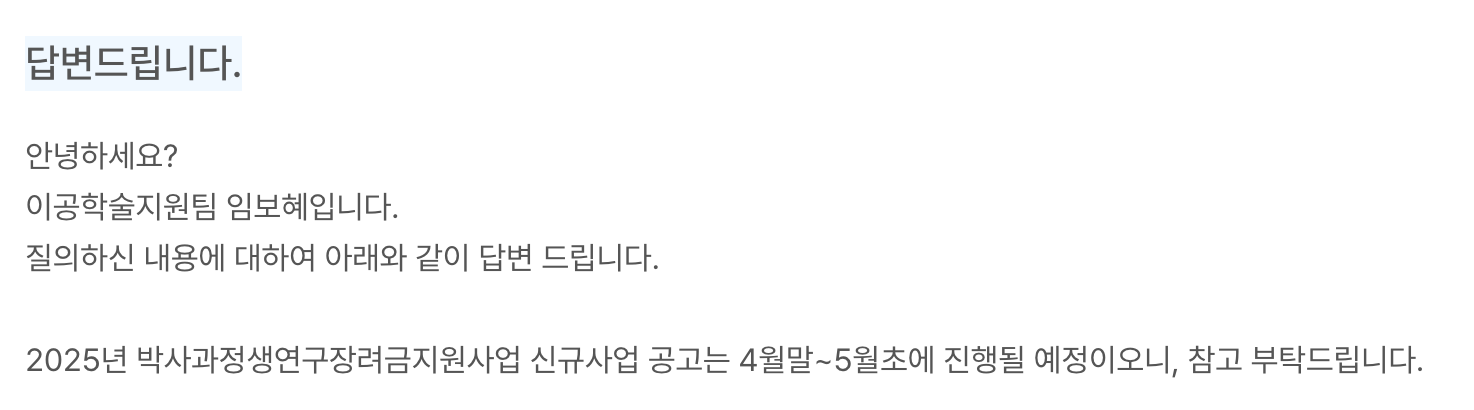 답변드립니다.
안녕하세요?
이공학술지원팀 임보혜입니다.
질의하신 내용에 대하여 아래와 같이 답변 드립니다.
2025년 박사과정생연구장려금지원사업 신규사업 공고는 4월말~5월초에 진행될 예정이오니, 참고 부탁드립니다.